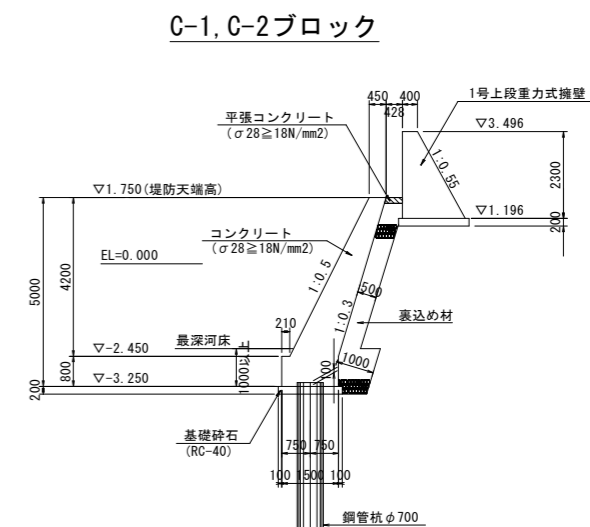 C-1,C-2ブロック
450 400
428
1号上段重力式擁壁
平張コンクリート
(σ28≧18N/mm2)
▽3.496
1:0.55
2300
▽1.750(堤防天端高)
▽1.196
200
コンクリート
(σ28≧18N/mm2)
EL=0.000
4200
5000
1:0.5
500
1:0.3
裏込め材
210
最深河床
1000以上
▽-2.450
1000
800
▽-3.250
200
基礎砕石
(RC-40)
750 750
100 1500 100
鋼管杭φ700